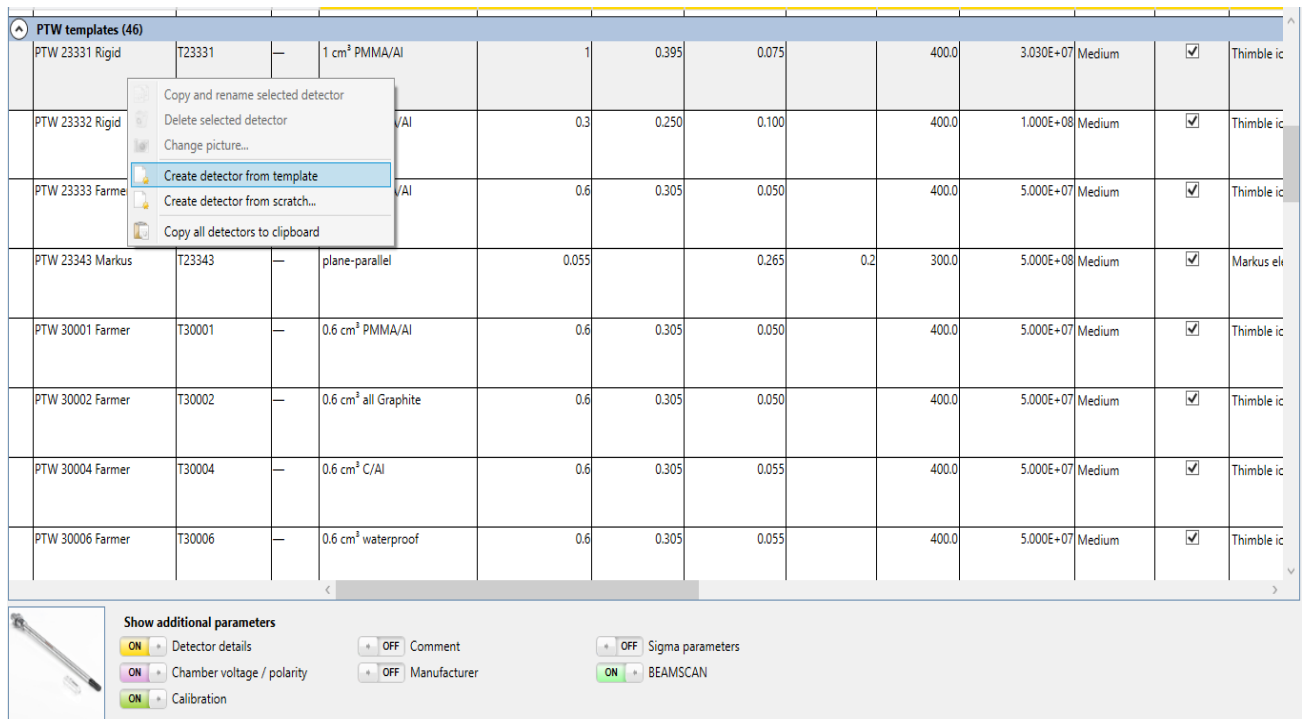 PTW templates (46)
PTW 23331 Rigid T23331 — 1 cm³ PMMA/Al 1 0.395 0.075 400.0 3.030E+07 Medium Thimble ic
Copy and rename selected detector
Delete selected detector
Change picture...
Create detector from template
Create detector from scratch...
Copy all detectors to clipboard
PTW 23332 Rigid A/Al 0.3 0.250 0.100 400.0 1.000E+08 Medium Thimble ic
PTW 23333 Farme A/Al 0.6 0.305 0.050 400.0 5.000E+07 Medium Thimble ic
PTW 23343 Markus T23343 — plane-parallel 0.055 0.265 0.2 300.0 5.000E+08 Medium Markus ele
PTW 30001 Farmer T30001 — 0.6 cm³ PMMA/Al 0.6 0.305 0.050 400.0 5.000E+07 Medium Thimble ic
PTW 30002 Farmer T30002 — 0.6 cm³ all Graphite 0.6 0.305 0.050 400.0 5.000E+07 Medium Thimble ic
PTW 30004 Farmer T30004 — 0.6 cm³ C/Al 0.6 0.305 0.055 400.0 5.000E+07 Medium Thimble ic
PTW 30006 Farmer T30006 — 0.6 cm³ waterproof 0.6 0.305 0.055 400.0 5.000E+07 Medium Thimble ic
Show additional parameters
ON Detector details OFF Comment OFF Sigma parameters
ON Chamber voltage / polarity OFF Manufacturer ON BEAMSCAN
ON Calibration